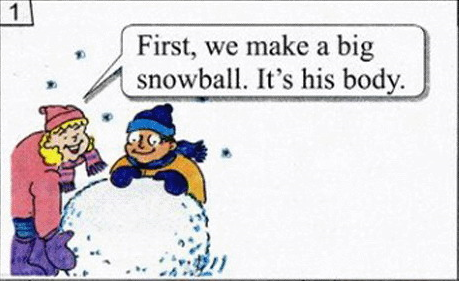 1
First, we make a big
snowball. It's his body.